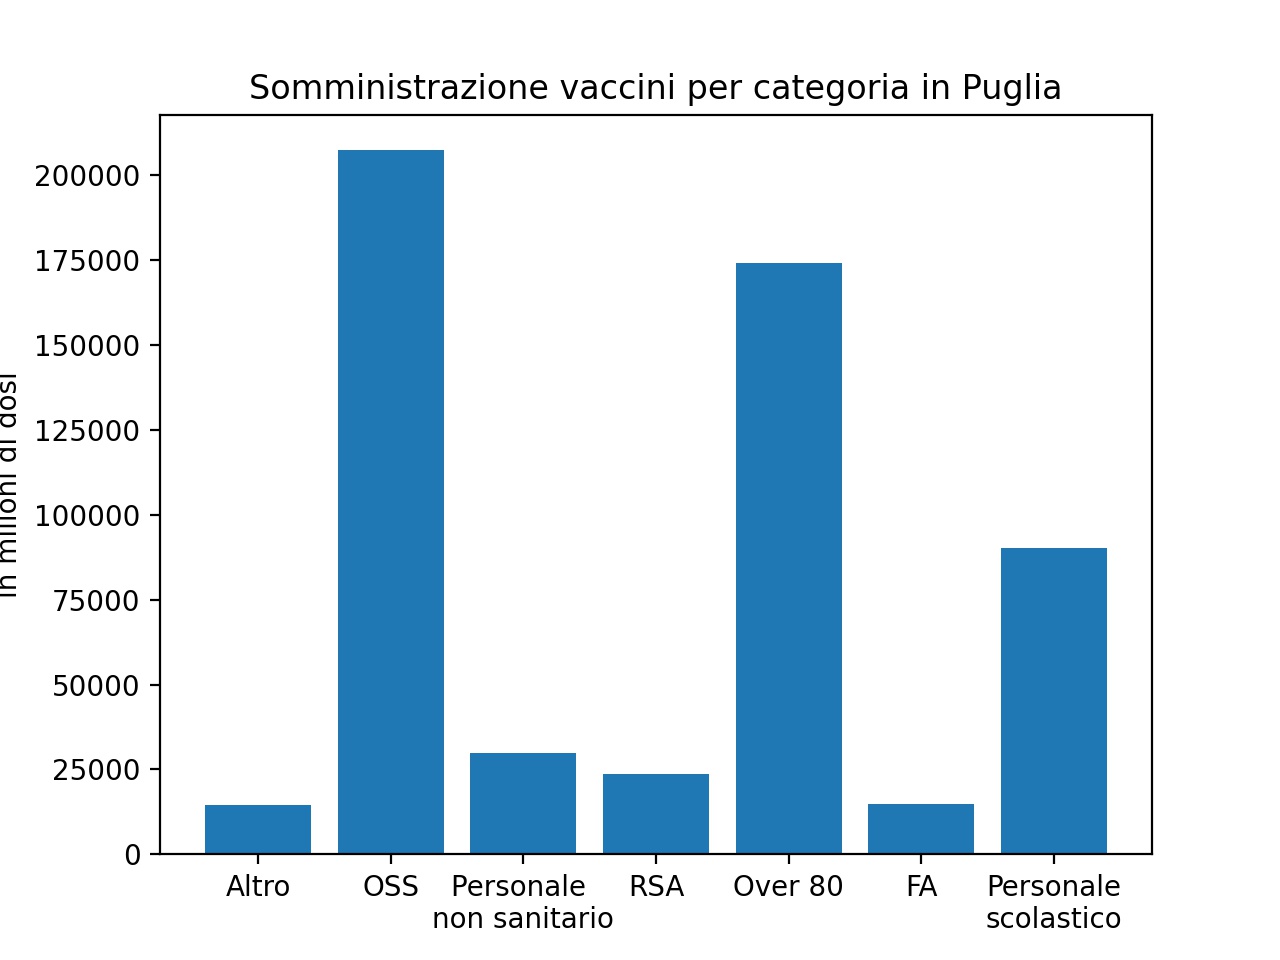 Somministrazione vaccini per categoria in Puglia
In milioni di dosi
200000
175000
150000
125000
100000
75000
50000
25000
0
Altro
OSS
Personale
non sanitario
RSA
Over 80
FA
Personale
scolastico